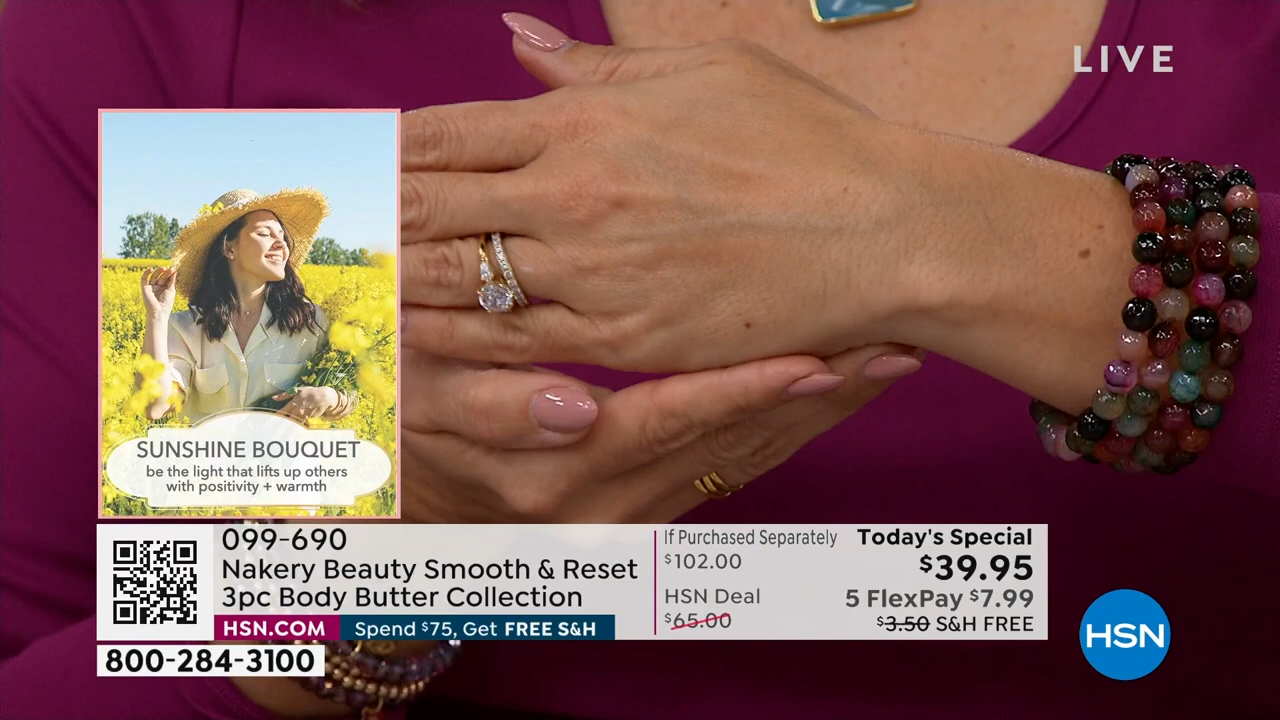 LIVE
SUNSHINE BOUQUET
be the light that lifts up others
with positivity + warmth
099-690
Nakery Beauty Smooth & Reset
3pc Body Butter Collection
HSN.COM Spend $75, Get FREE S&H
800-284-3100
If Purchased Separately
$102.00
HSN Deal
$65.00
Today's Special
$39.95
5 FlexPay $7.99
$3.50 S&H FREE
HSN